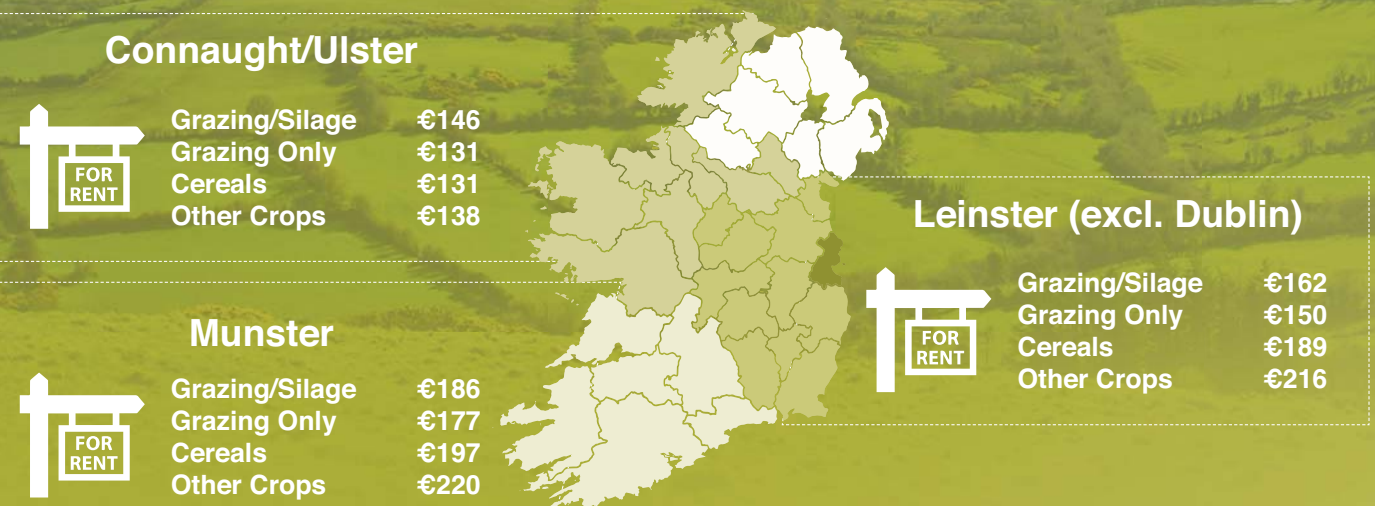 Connaught/Ulster
FOR
RENT
Grazing/Silage €146
Grazing Only €131
Cereals €131
Other Crops €138
Munster
FOR
RENT
Grazing/Silage €186
Grazing Only €177
Cereals €197
Other Crops €220
Leinster (excl. Dublin)
FOR
RENT
Grazing/Silage €162
Grazing Only €150
Cereals €189
Other Crops €216